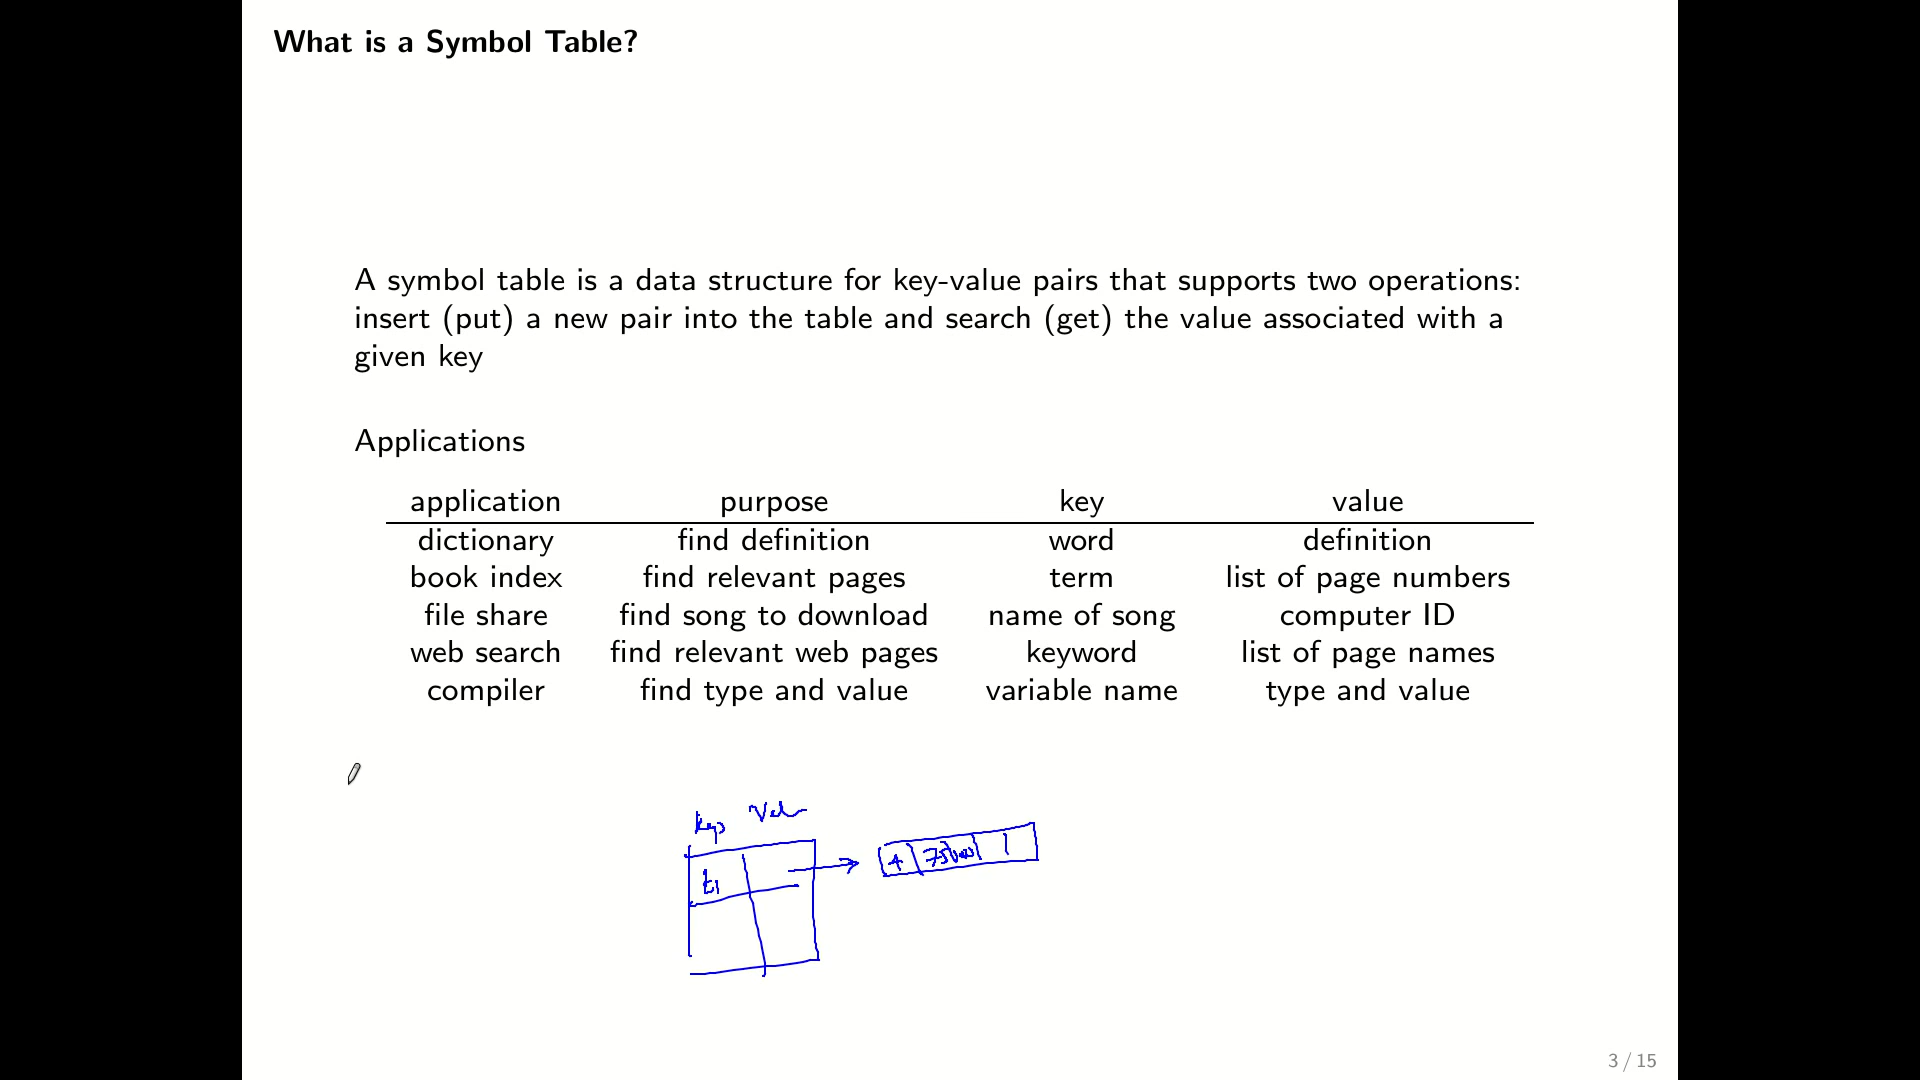 What is a Symbol Table?
A symbol table is a data structure for key-value pairs that supports two operations:
insert (put) a new pair into the table and search (get) the value associated with a
given key
Applications
application purpose key value
dictionary find definition word definition
book index find relevant pages term list of page numbers
file share find song to download name of song computer ID
web search find relevant web pages keyword list of page names
compiler find type and value variable name type and value
t1
3 / 15